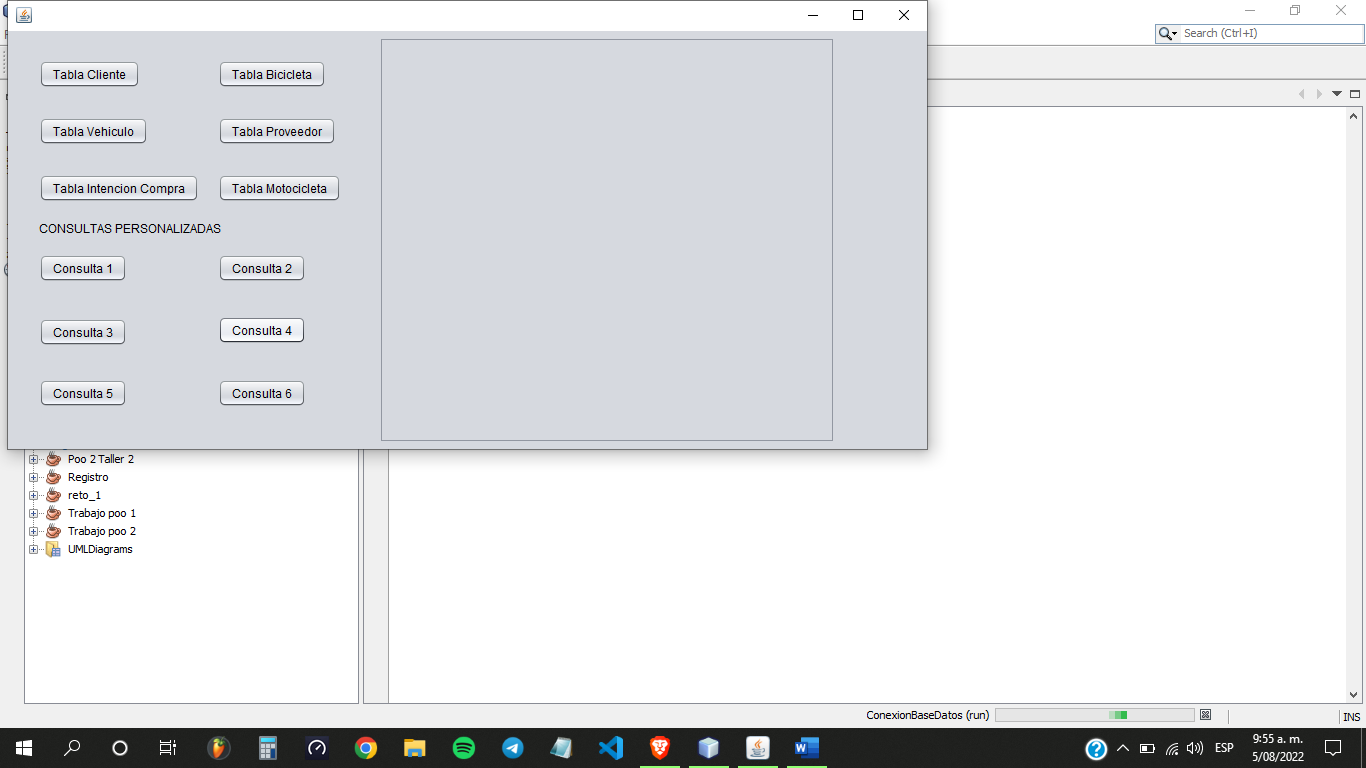 Search (Ctrl+I)
Tabla Cliente
Tabla Bicicleta
Tabla Vehiculo
Tabla Proveedor
Tabla Intencion Compra
Tabla Motocicleta
CONSULTAS PERSONALIZADAS
Consulta 1
Consulta 2
Consulta 3
Consulta 4
Consulta 5
Consulta 6
Poo 2 Taller 2
Registro
reto_1
Trabajo poo 1
Trabajo poo 2
UMLDiagrams
ConexionBaseDatos (run)
INS
ESP
9:55 a. m.
5/08/2022